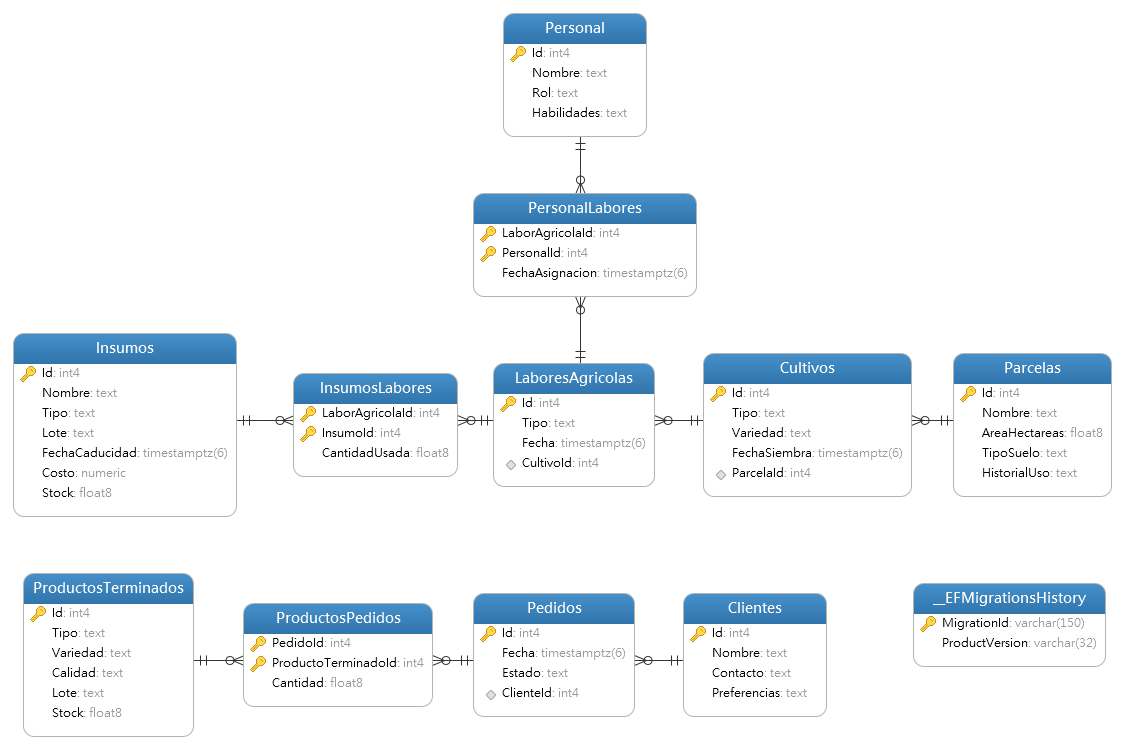 Personal
Id: int4
Nombre: text
Rol: text
Habilidades: text
PersonalLabores
LaborAgricolaId: int4
PersonalId: int4
FechaAsignacion: timestamptz(6)
Insumos
Id: int4
Nombre: text
Tipo: text
Lote: text
FechaCaducidad: timestamptz(6)
Costo: numeric
Stock: float8
InsumosLabores
LaborAgricolaId: int4
InsumoId: int4
CantidadUsada: float8
LaboresAgricolas
Id: int4
Tipo: text
Fecha: timestamptz(6)
CultivoId: int4
Cultivos
Id: int4
Tipo: text
Variedad: text
FechaSiembra: timestamptz(6)
ParcelaId: int4
Parcelas
Id: int4
Nombre: text
AreaHectareas: float8
TipoSuelo: text
HistorialUso: text
ProductosTerminados
Id: int4
Tipo: text
Variedad: text
Calidad: text
Lote: text
Stock: float8
ProductosPedidos
PedidoId: int4
ProductoTerminadoId: int4
Cantidad: float8
Pedidos
Id: int4
Fecha: timestamptz(6)
Estado: text
ClienteId: int4
Clientes
Id: int4
Nombre: text
Contacto: text
Preferencias: text
__EFMigrationsHistory
MigrationId: varchar(150)
ProductVersion: varchar(32)